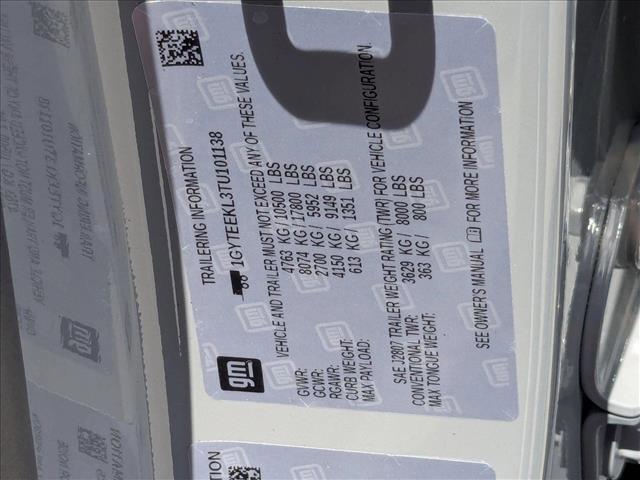 TRAILERING INFORMATION
1GYTEEKL3TU101138
VEHICLE AND TRAILER MUST NOT EXCEED ANY OF THESE VALUES.
GVWR: 4763 KG / 10500 LBS
GCWR: 8074 KG / 17800 LBS
RGAWR: 2700 KG / 5952 LBS
CURB WEIGHT: 4150 KG / 9149 LBS
MAX PAYLOAD: 613 KG / 1351 LBS
SAE J2807 TRAILER WEIGHT RATING (TWR) FOR VEHICLE CONFIGURATION.
CONVENTIONAL TWR: 3629 KG / 8000 LBS
MAX TONGUE WEIGHT: 363 KG / 800 LBS
SEE OWNER'S MANUAL FOR MORE INFORMATION
gm